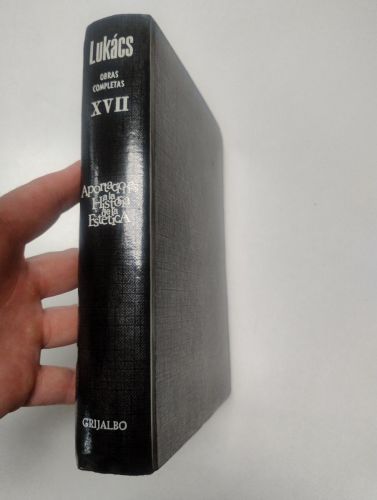 Lukács
OBRAS
COMPLETAS
XVII
Aportaciones
a la
Historia
de la
EstéticA
GRIJALBO